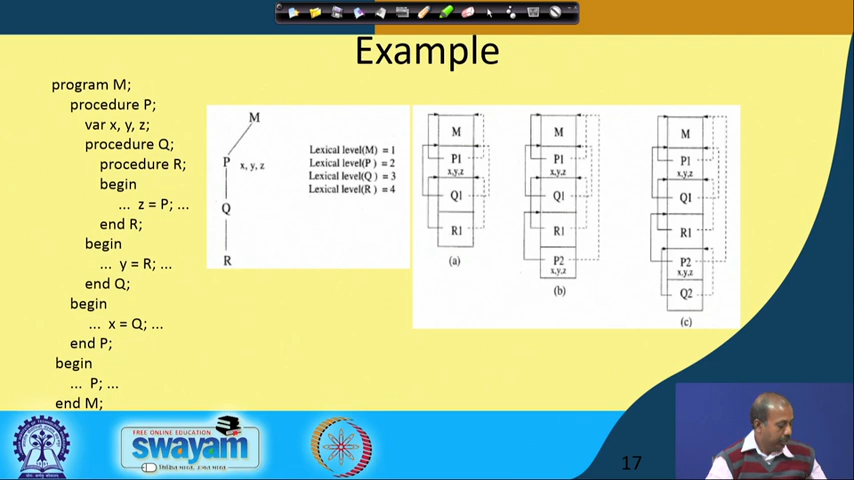 Example
program M;
procedure P;
var x, y, z;
procedure Q;
procedure R;
begin
... z = P; ...
end R;
begin
... y = R; ...
end Q;
begin
... x = Q; ...
end P;
begin
... P; ...
end M;
M
P x, y, z
Q
R
Lexical level(M) = 1
Lexical level(P) = 2
Lexical level(Q) = 3
Lexical level(R) = 4
M
P1
x,y,z
Q1
R1
(a)
M
P1
x,y,z
Q1
R1
P2
x,y,z
(b)
M
P1
x,y,z
Q1
R1
P2
x,y,z
Q2
(c)
FREE ONLINE EDUCATION
swayam
17